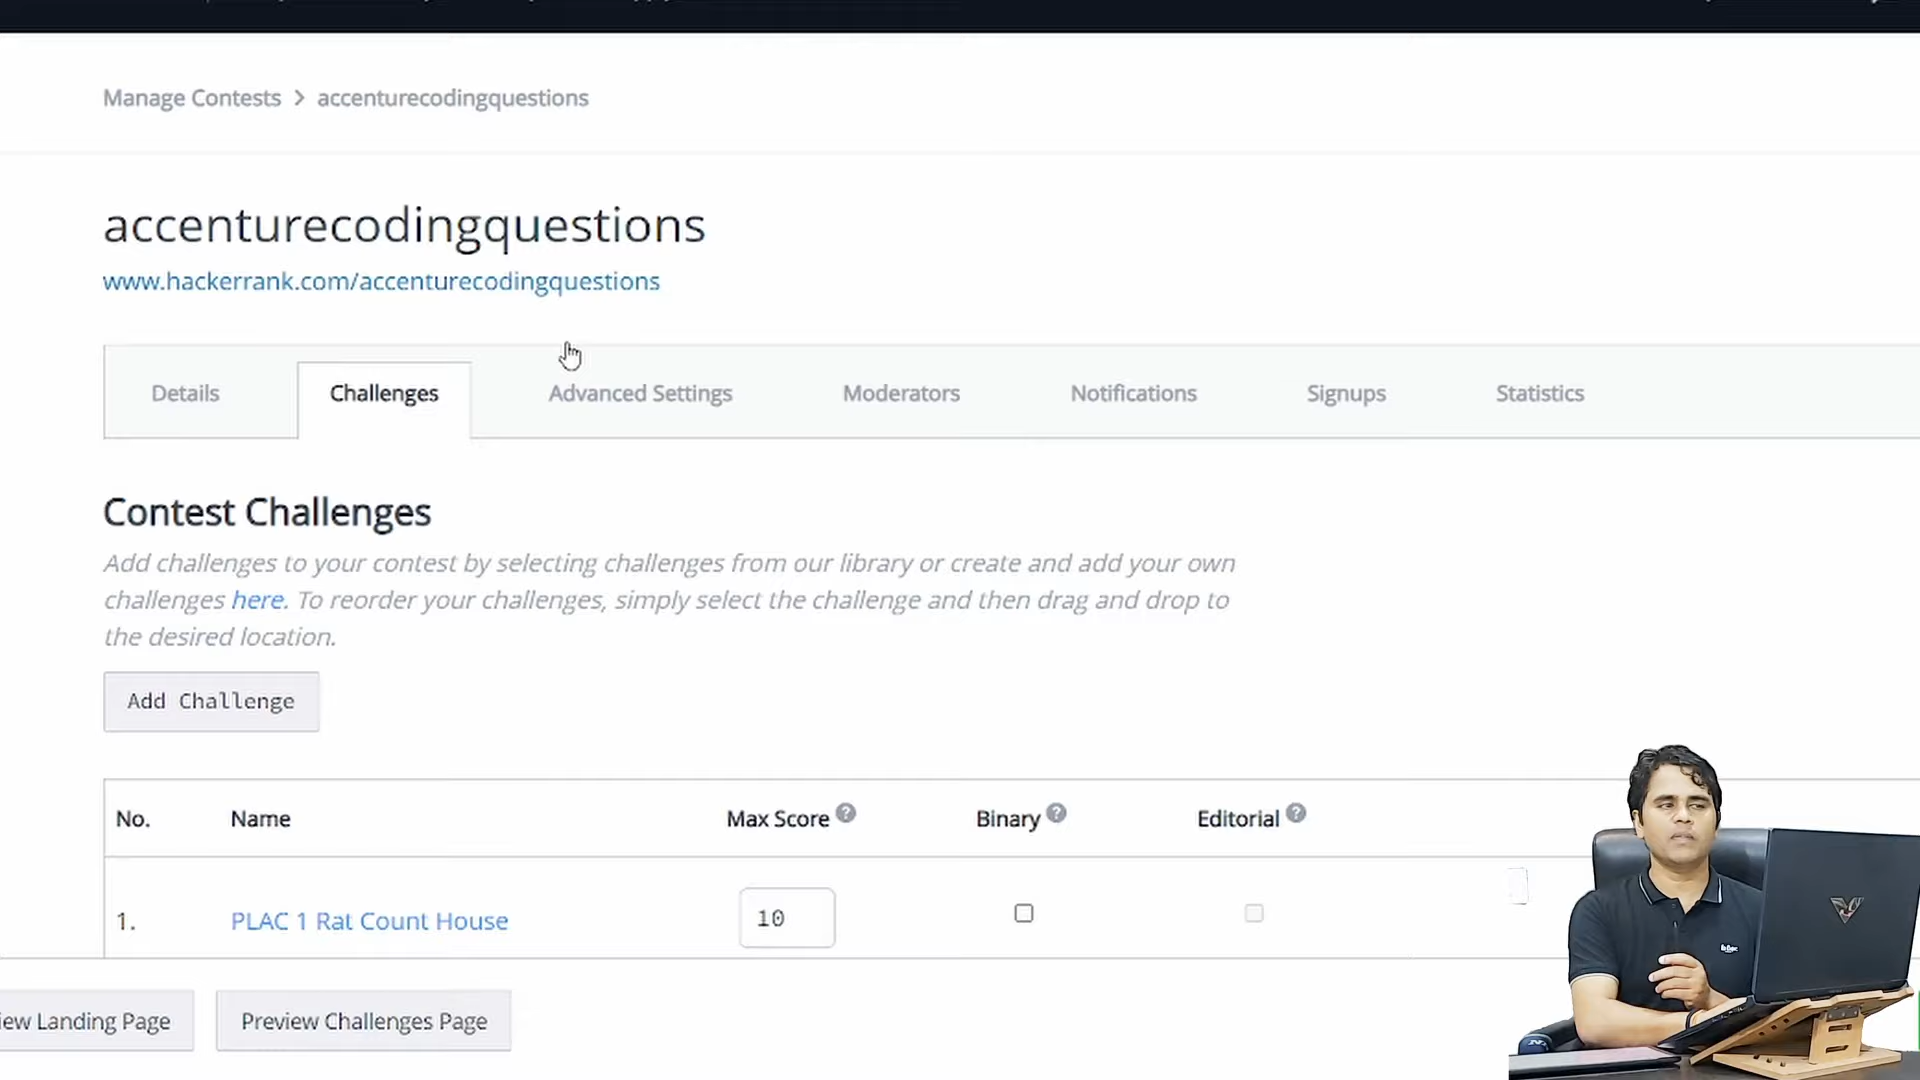 Manage Contests > accenturecodingquestions
accenturecodingquestions
www.hackerrank.com/accenturecodingquestions
Details Challenges Advanced Settings Moderators Notifications Signups Statistics
Contest Challenges
Add challenges to your contest by selecting challenges from our library or create and add your own
challenges here. To reorder your challenges, simply select the challenge and then drag and drop to
the desired location.
Add Challenge
No. Name Max Score ? Binary ? Editorial ?
1. PLAC 1 Rat Count House 10
iew Landing Page Preview Challenges Page